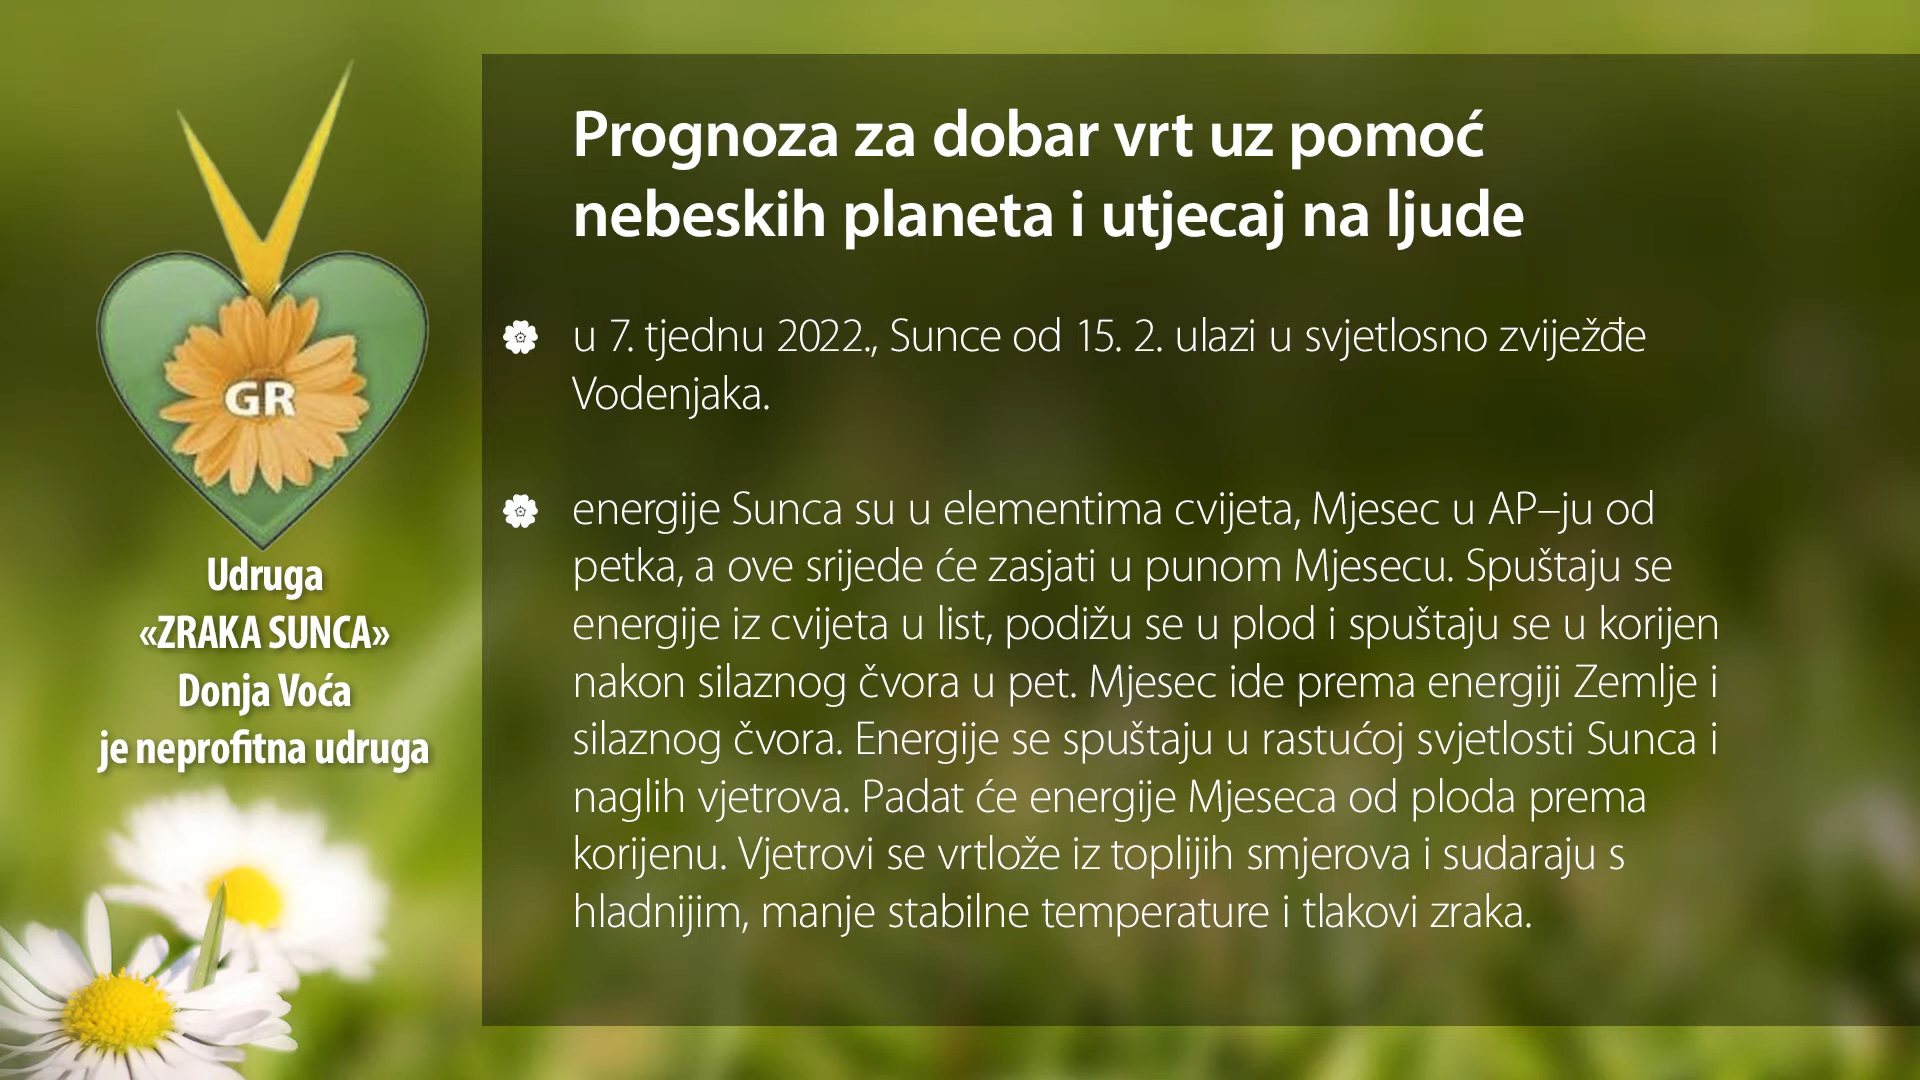 GR
Udruga
«ZRAKA SUNCA»
Donja Voća
je neprofitna udruga
Prognoza za dobar vrt uz pomoć
nebeskih planeta i utjecaj na ljude
u 7. tjednu 2022., Sunce od 15. 2. ulazi u svjetlosno zviježđe
Vodenjaka.
energije Sunca su u elementima cvijeta, Mjesec u AP–ju od
petka, a ove srijede će zasjati u punom Mjesecu. Spuštaju se
energije iz cvijeta u list, podižu se u plod i spuštaju se u korijen
nakon silaznog čvora u pet. Mjesec ide prema energiji Zemlje i
silaznog čvora. Energije se spuštaju u rastućoj svjetlosti Sunca i
naglih vjetrova. Padat će energije Mjeseca od ploda prema
korijenu. Vjetrovi se vrtlože iz toplijih smjerova i sudaraju s
hladnijim, manje stabilne temperature i tlakovi zraka.